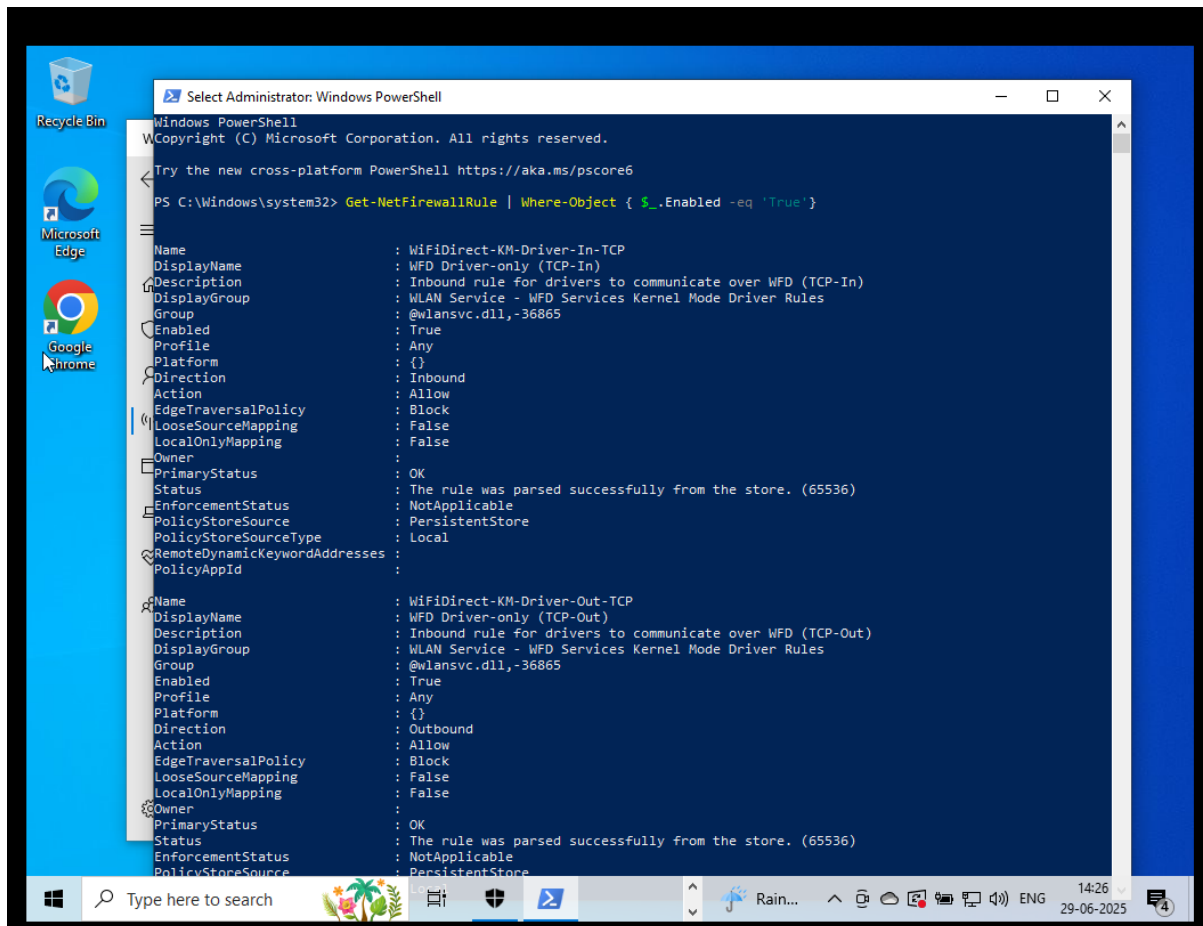 Recycle Bin
Microsoft
Edge
Google
Chrome
Select Administrator: Windows PowerShell
W
Windows PowerShell
Copyright (C) Microsoft Corporation. All rights reserved.
Try the new cross-platform PowerShell https://aka.ms/pscore6
PS C:\Windows\system32> Get-NetFirewallRule | Where-Object { $_.Enabled -eq 'True'}
Name : WiFiDirect-KM-Driver-In-TCP
DisplayName : WFD Driver-only (TCP-In)
Description : Inbound rule for drivers to communicate over WFD (TCP-In)
DisplayGroup : WLAN Service - WFD Services Kernel Mode Driver Rules
Group : @wlansvc.dll,-36865
Enabled : True
Profile : Any
Platform : {}
Direction : Inbound
Action : Allow
EdgeTraversalPolicy : Block
LooseSourceMapping : False
LocalOnlyMapping : False
Owner :
PrimaryStatus : OK
Status : The rule was parsed successfully from the store. (65536)
EnforcementStatus : NotApplicable
PolicyStoreSource : PersistentStore
PolicyStoreSourceType : Local
RemoteDynamicKeywordAddresses :
PolicyAppId :
Name : WiFiDirect-KM-Driver-Out-TCP
DisplayName : WFD Driver-only (TCP-Out)
Description : Inbound rule for drivers to communicate over WFD (TCP-Out)
DisplayGroup : WLAN Service - WFD Services Kernel Mode Driver Rules
Group : @wlansvc.dll,-36865
Enabled : True
Profile : Any
Platform : {}
Direction : Outbound
Action : Allow
EdgeTraversalPolicy : Block
LooseSourceMapping : False
LocalOnlyMapping : False
Owner :
PrimaryStatus : OK
Status : The rule was parsed successfully from the store. (65536)
EnforcementStatus : NotApplicable
PolicyStoreSource : PersistentStore
Local
Type here to search
Rain...
ENG
14:26
29-06-2025
4